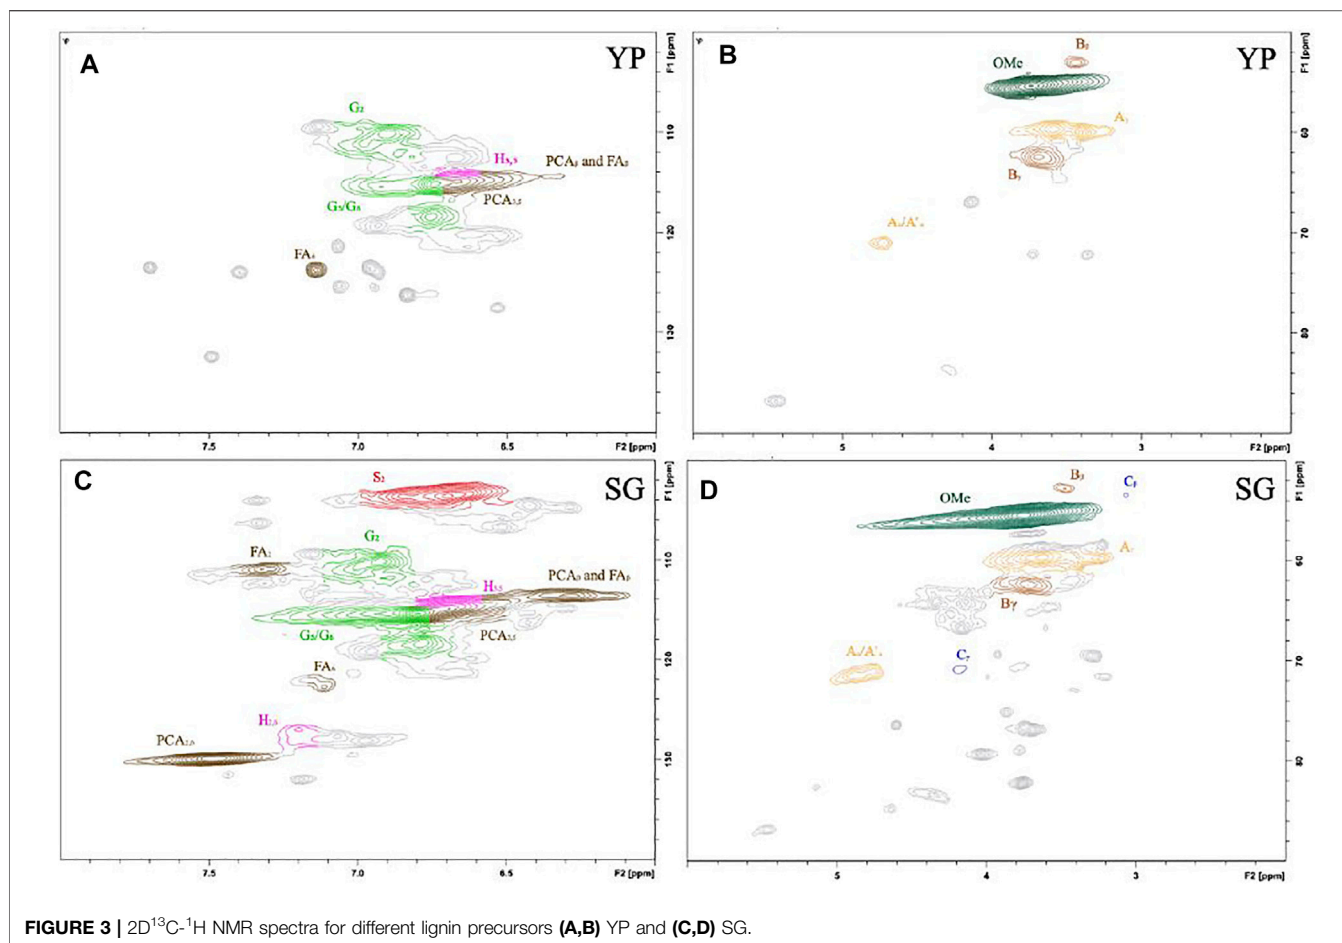 A
YP
YP
F1 [ppm]
G2
H3,5
PCAβ and FAβ
PCA3,5
G5/G6
FA6
110
120
130
7.5 7.0 6.5 F2 [ppm]
B
YP
F1 [ppm]
Bβ
OMe
Aγ
Bγ
Aα/A'α
60
70
80
5 4 3 F2 [ppm]
C
SG
F1 [ppm]
S2
G2
FA2
PCAβ and FAβ
H3,5
G5/G6
PCA3,5
FA6
H2,6
PCA2,6
110
120
130
7.5 7.0 6.5 F2 [ppm]
D
SG
F1 [ppm]
Bβ
Cβ
OMe
Aγ
Bγ
Aα/A'α
Cγ
60
70
80
5 4 3 F2 [ppm]
FIGURE 3 | 2D¹³C-¹H NMR spectra for different lignin precursors (A,B) YP and (C,D) SG.